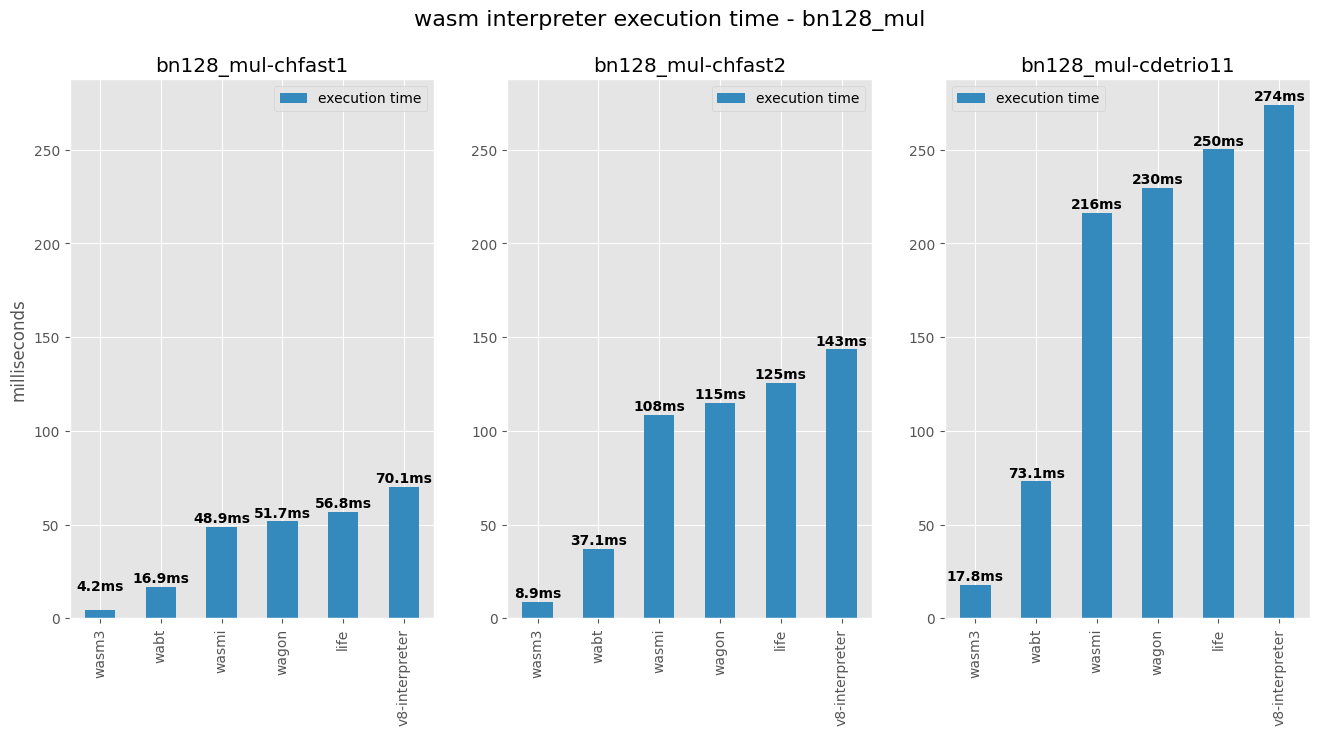 wasm interpreter execution time - bn128_mul
bn128_mul-chfast1
execution time
milliseconds
250
200
150
100
50
0
4.2ms
16.9ms
48.9ms
51.7ms
56.8ms
70.1ms
wasm3
wabt
wasmi
wagon
life
v8-interpreter
bn128_mul-chfast2
execution time
250
200
150
100
50
0
8.9ms
37.1ms
108ms
115ms
125ms
143ms
wasm3
wabt
wasmi
wagon
life
v8-interpreter
bn128_mul-cdetrio11
execution time
250
200
150
100
50
0
17.8ms
73.1ms
216ms
230ms
250ms
274ms
wasm3
wabt
wasmi
wagon
life
v8-interpreter